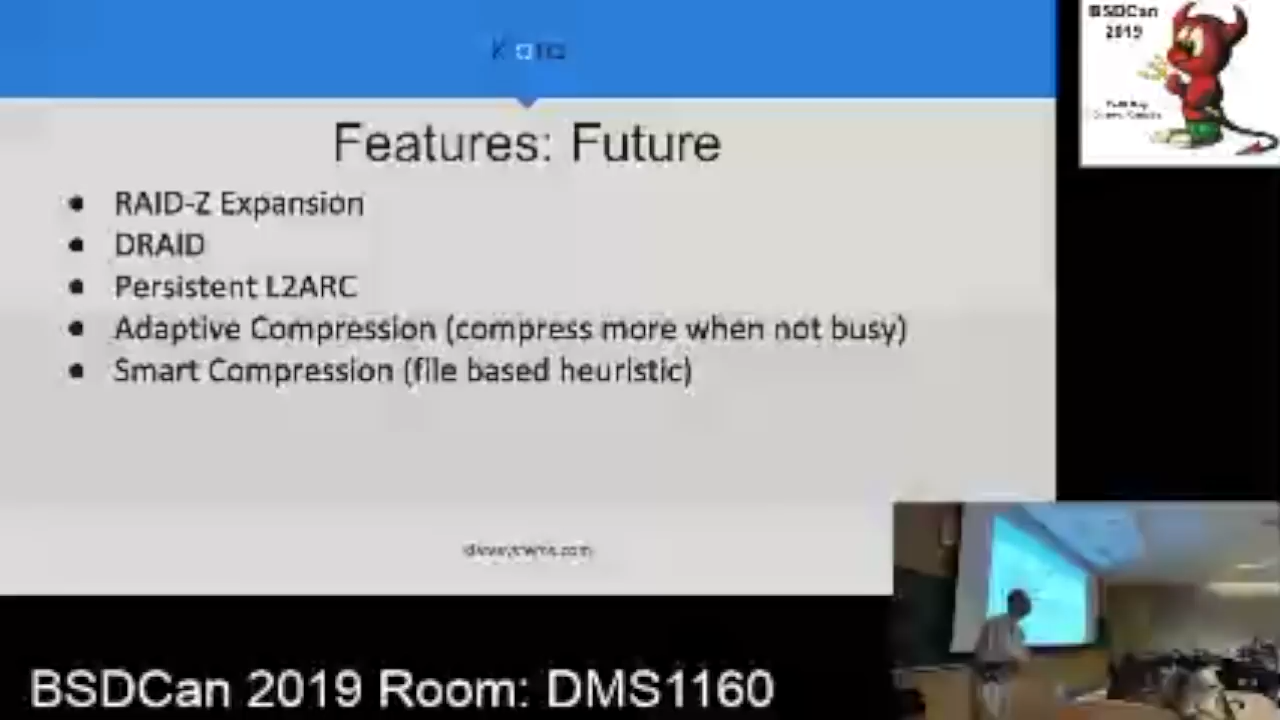 BSDCan
2019
Features: Future
RAID-Z Expansion
DRAID
Persistent L2ARC
Adaptive Compression (compress more when not busy)
Smart Compression (file based heuristic)
BSDCan 2019 Room: DMS1160